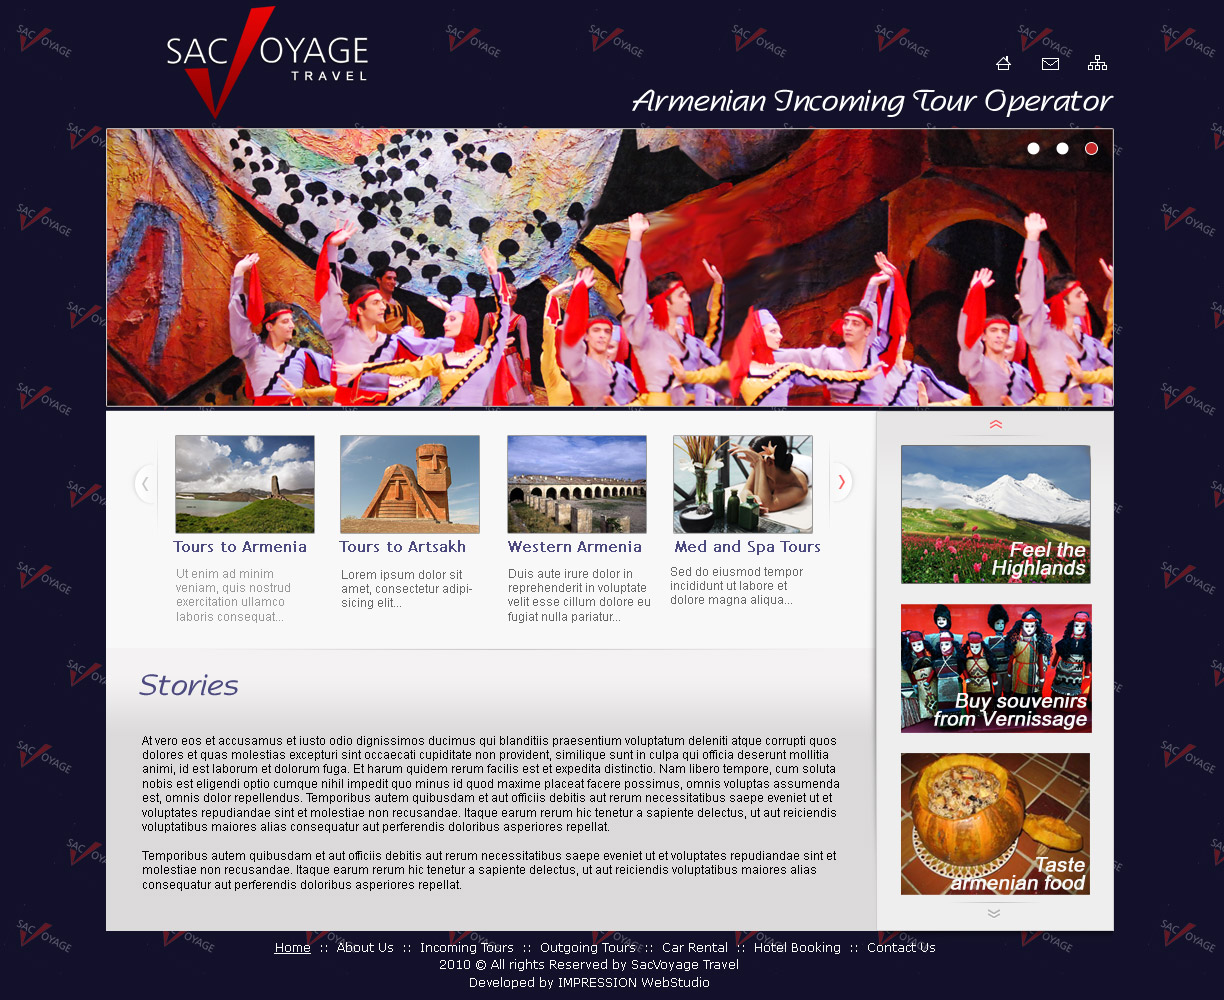 SAC VOYAGE
TRAVEL
Armenian Incoming Tour Operator
Tours to Armenia
Ut enim ad minim
veniam, quis nostrud
exercitation ullamco
laboris consequat...
Tours to Artsakh
Lorem ipsum dolor sit
amet, consectetur adipi-
sicing elit...
Western Armenia
Duis aute irure dolor in
reprehenderit in voluptate
velit esse cillum dolore eu
fugiat nulla pariatur...
Med and Spa Tours
Sed do eiusmod tempor
incididunt ut labore et
dolore magna aliqua...
Feel the
Highlands
Buy souvenirs
from Vernissage
Taste
armenian food
Stories
At vero eos et accusamus et iusto odio dignissimos ducimus qui blanditiis praesentium voluptatum deleniti atque corrupti quos
dolores et quas molestias excepturi sint occaecati cupiditate non provident, similique sunt in culpa qui officia deserunt mollitia
animi, id est laborum et dolorum fuga. Et harum quidem rerum facilis est et expedita distinctio. Nam libero tempore, cum soluta
nobis est eligendi optio cumque nihil impedit quo minus id quod maxime placeat facere possimus, omnis voluptas assumenda
est, omnis dolor repellendus. Temporibus autem quibusdam et aut officiis debitis aut rerum necessitatibus saepe eveniet ut et
voluptates repudiandae sint et molestiae non recusandae. Itaque earum rerum hic tenetur a sapiente delectus, ut aut reiciendis
voluptatibus maiores alias consequatur aut perferendis doloribus asperiores repellat.
Temporibus autem quibusdam et aut officiis debitis aut rerum necessitatibus saepe eveniet ut et voluptates repudiandae sint et
molestiae non recusandae. Itaque earum rerum hic tenetur a sapiente delectus, ut aut reiciendis voluptatibus maiores alias
consequatur aut perferendis doloribus asperiores repellat.
Home :: About Us :: Incoming Tours :: Outgoing Tours :: Car Rental :: Hotel Booking :: Contact Us
2010 © All rights Reserved by SacVoyage Travel
Developed by IMPRESSION WebStudio